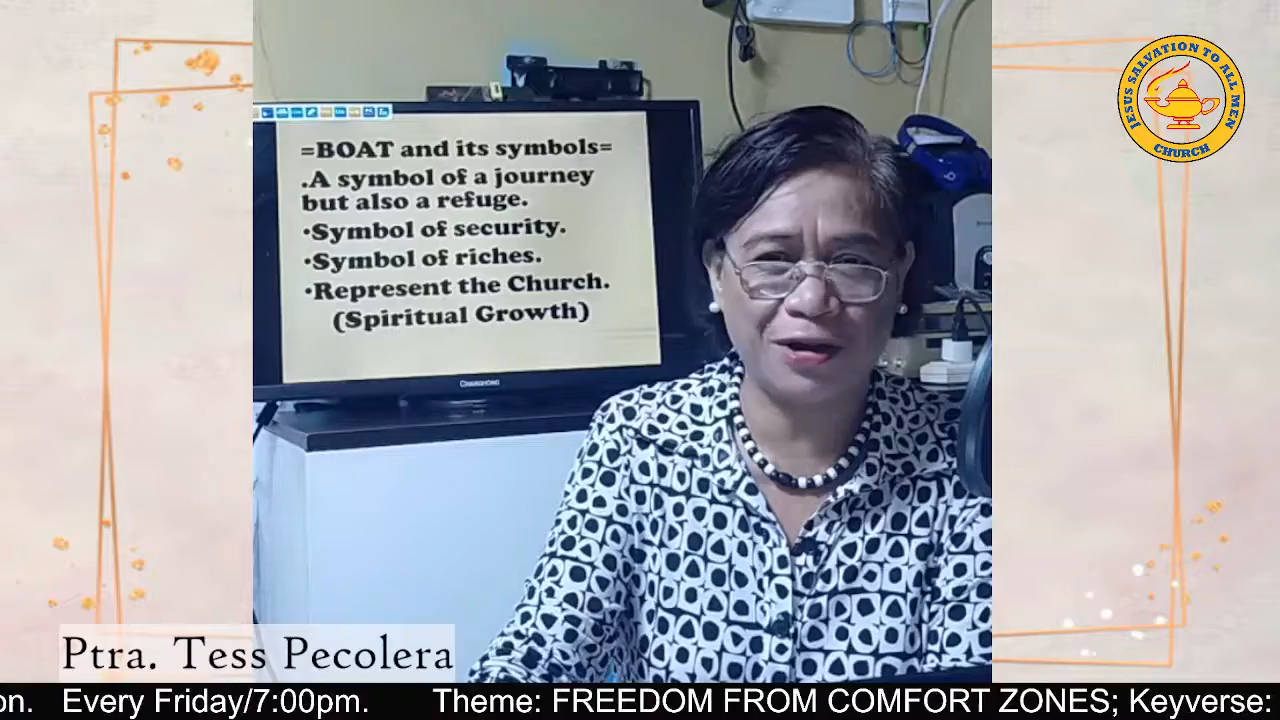 =BOAT and its symbols=
.A symbol of a journey
but also a refuge.
•Symbol of security.
•Symbol of riches.
•Represent the Church.
(Spiritual Growth)
CHANGHONG
JESUS SALVATION TO ALL MEN
CHURCH
Ptra. Tess Pecolera
on. Every Friday/7:00pm. Theme: FREEDOM FROM COMFORT ZONES; Keyverse: